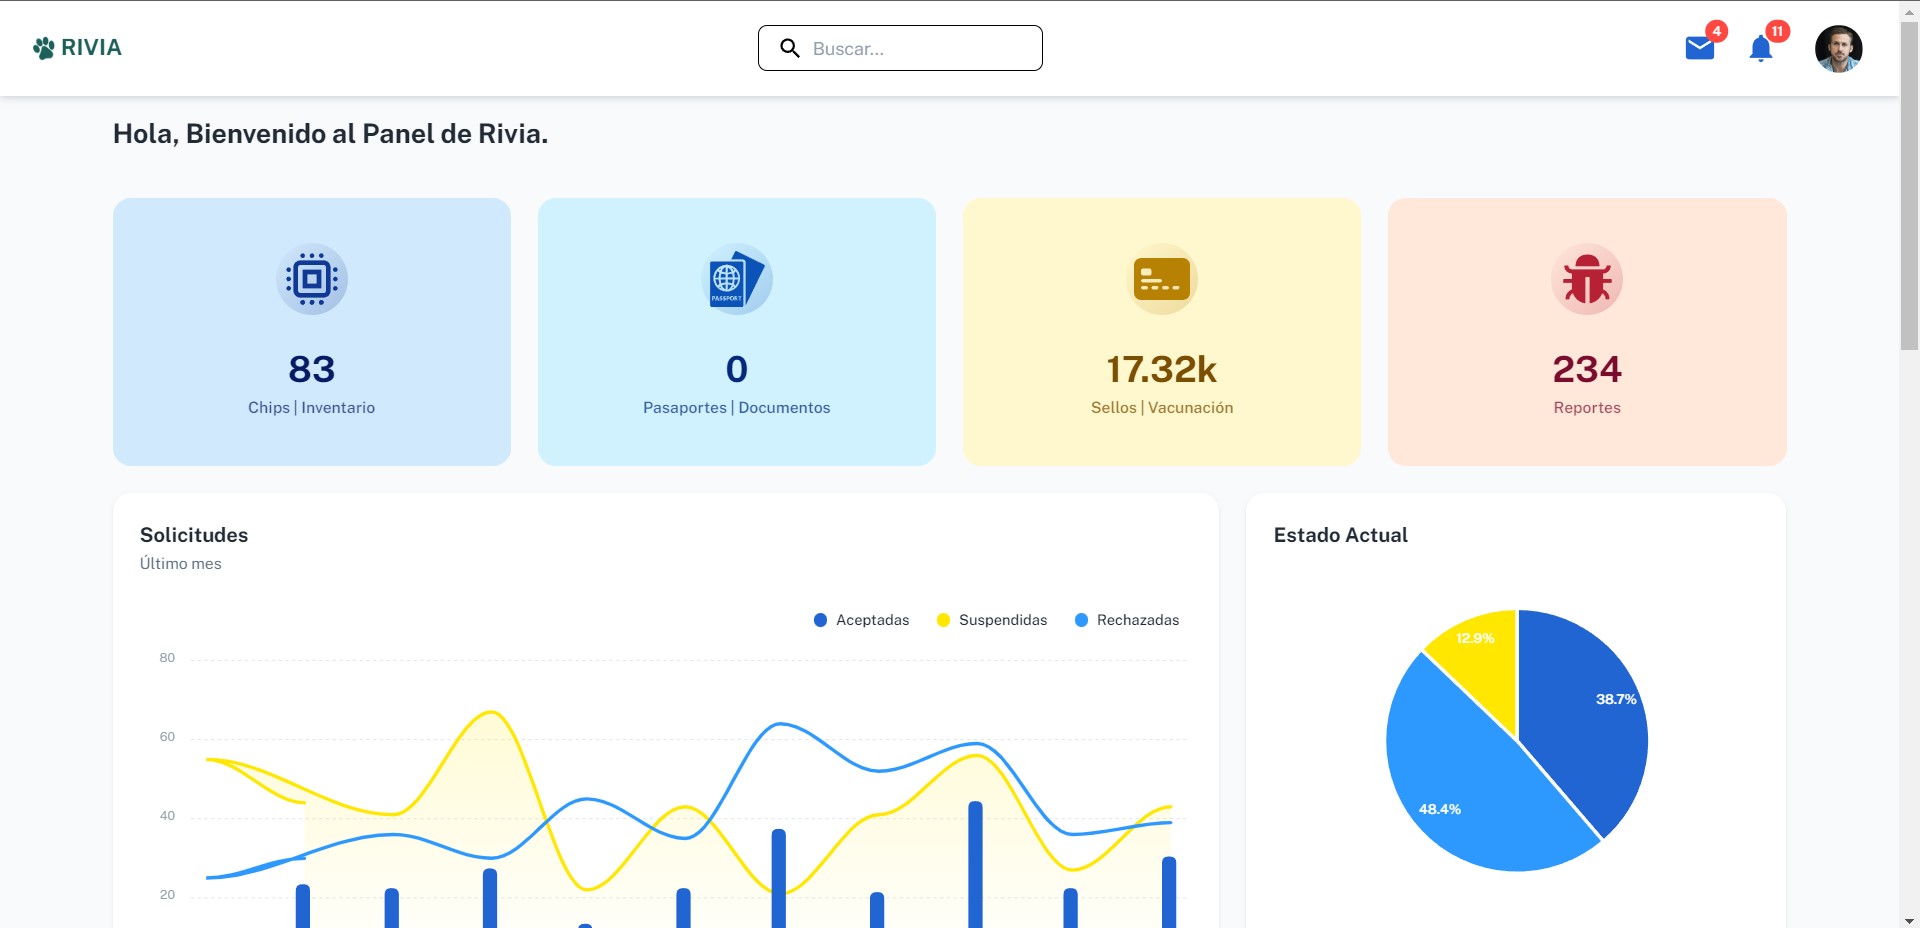 RIVIA
Buscar...
4
11
Hola, Bienvenido al Panel de Rivia.
PASSPORT
83
Chips | Inventario
0
Pasaportes | Documentos
17.32k
Sellos | Vacunación
234
Reportes
Solicitudes
Último mes
Aceptadas
Suspendidas
Rechazadas
80
60
40
20
Estado Actual
12.9%
38.7%
48.4%